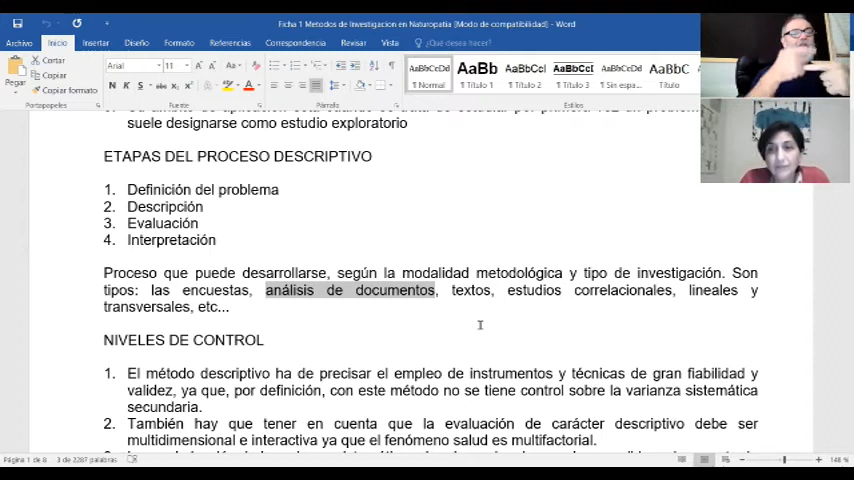 Ficha 1 Metodos de Investigacion en Naturopatia [Modo de compatibilidad] - Word
Archivo Inicio Insertar Diseño Formato Referencias Correspondencia Revisar Vista ¿Qué desea hacer?
Pegar
Cortar
Copiar
Copiar formato
Portapapeles
Arial 11
N K S
Fuente
Párrafo
AaBbCcDd AaBb AaBbCcI AaBbCcI AaBbCcDd AaBbC
¶ Normal ¶ Título 1 ¶ Título 2 ¶ Título 3 ¶ Sin espa... Título
Estilos
suele designarse como estudio exploratorio
ETAPAS DEL PROCESO DESCRIPTIVO
1. Definición del problema
2. Descripción
3. Evaluación
4. Interpretación
Proceso que puede desarrollarse, según la modalidad metodológica y tipo de investigación. Son
tipos: las encuestas, análisis de documentos, textos, estudios correlacionales, lineales y
transversales, etc...
NIVELES DE CONTROL
1. El método descriptivo ha de precisar el empleo de instrumentos y técnicas de gran fiabilidad y
validez, ya que, por definición, con este método no se tiene control sobre la varianza sistemática
secundaria.
2. También hay que tener en cuenta que la evaluación de carácter descriptivo debe ser
multidimensional e interactiva ya que el fenómeno salud es multifactorial.
Página 1 de 8 3 de 2287 palabras 148 %